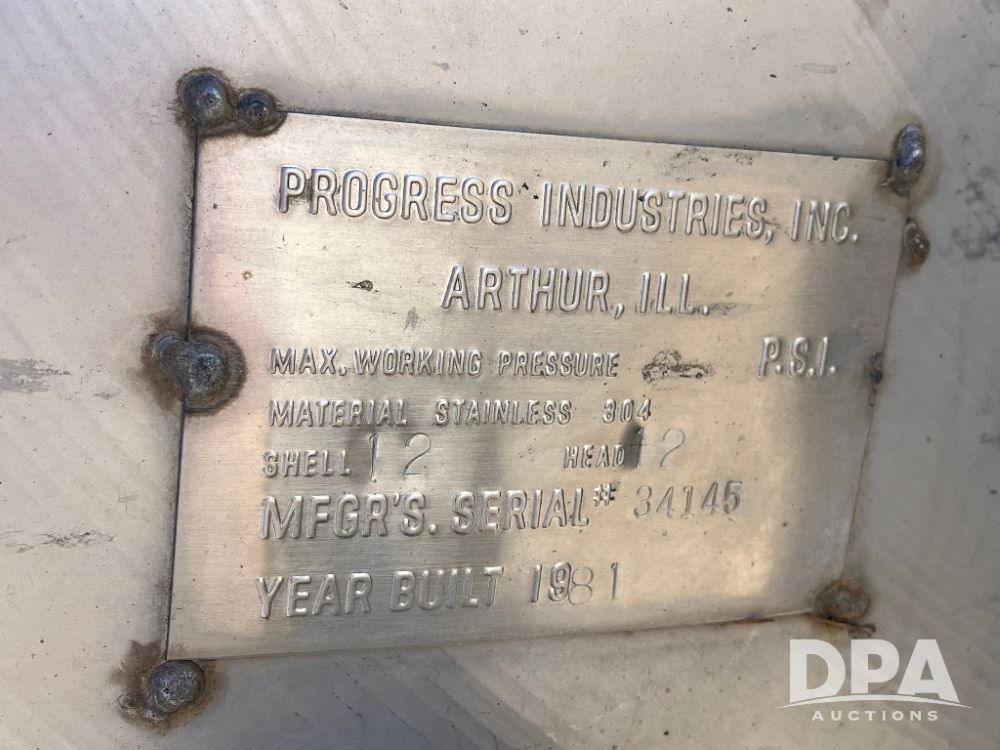 PROGRESS INDUSTRIES, INC.
ARTHUR, ILL.
MAX. WORKING PRESSURE P.S.I.
MATERIAL STAINLESS 304
SHELL 12 HEAD 12
MFGR'S. SERIAL # 34145
YEAR BUILT 1981
DPA
AUCTIONS